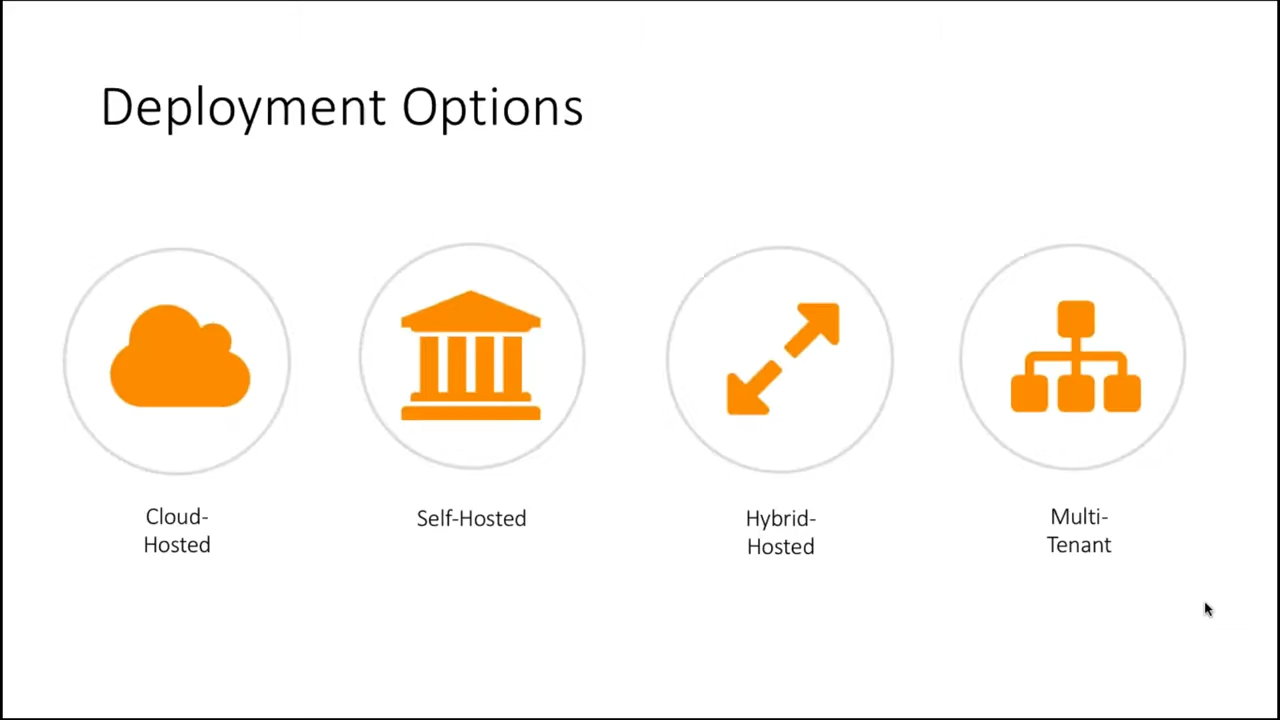 Deployment Options
Cloud-
Hosted
Self-Hosted
Hybrid-
Hosted
Multi-
Tenant